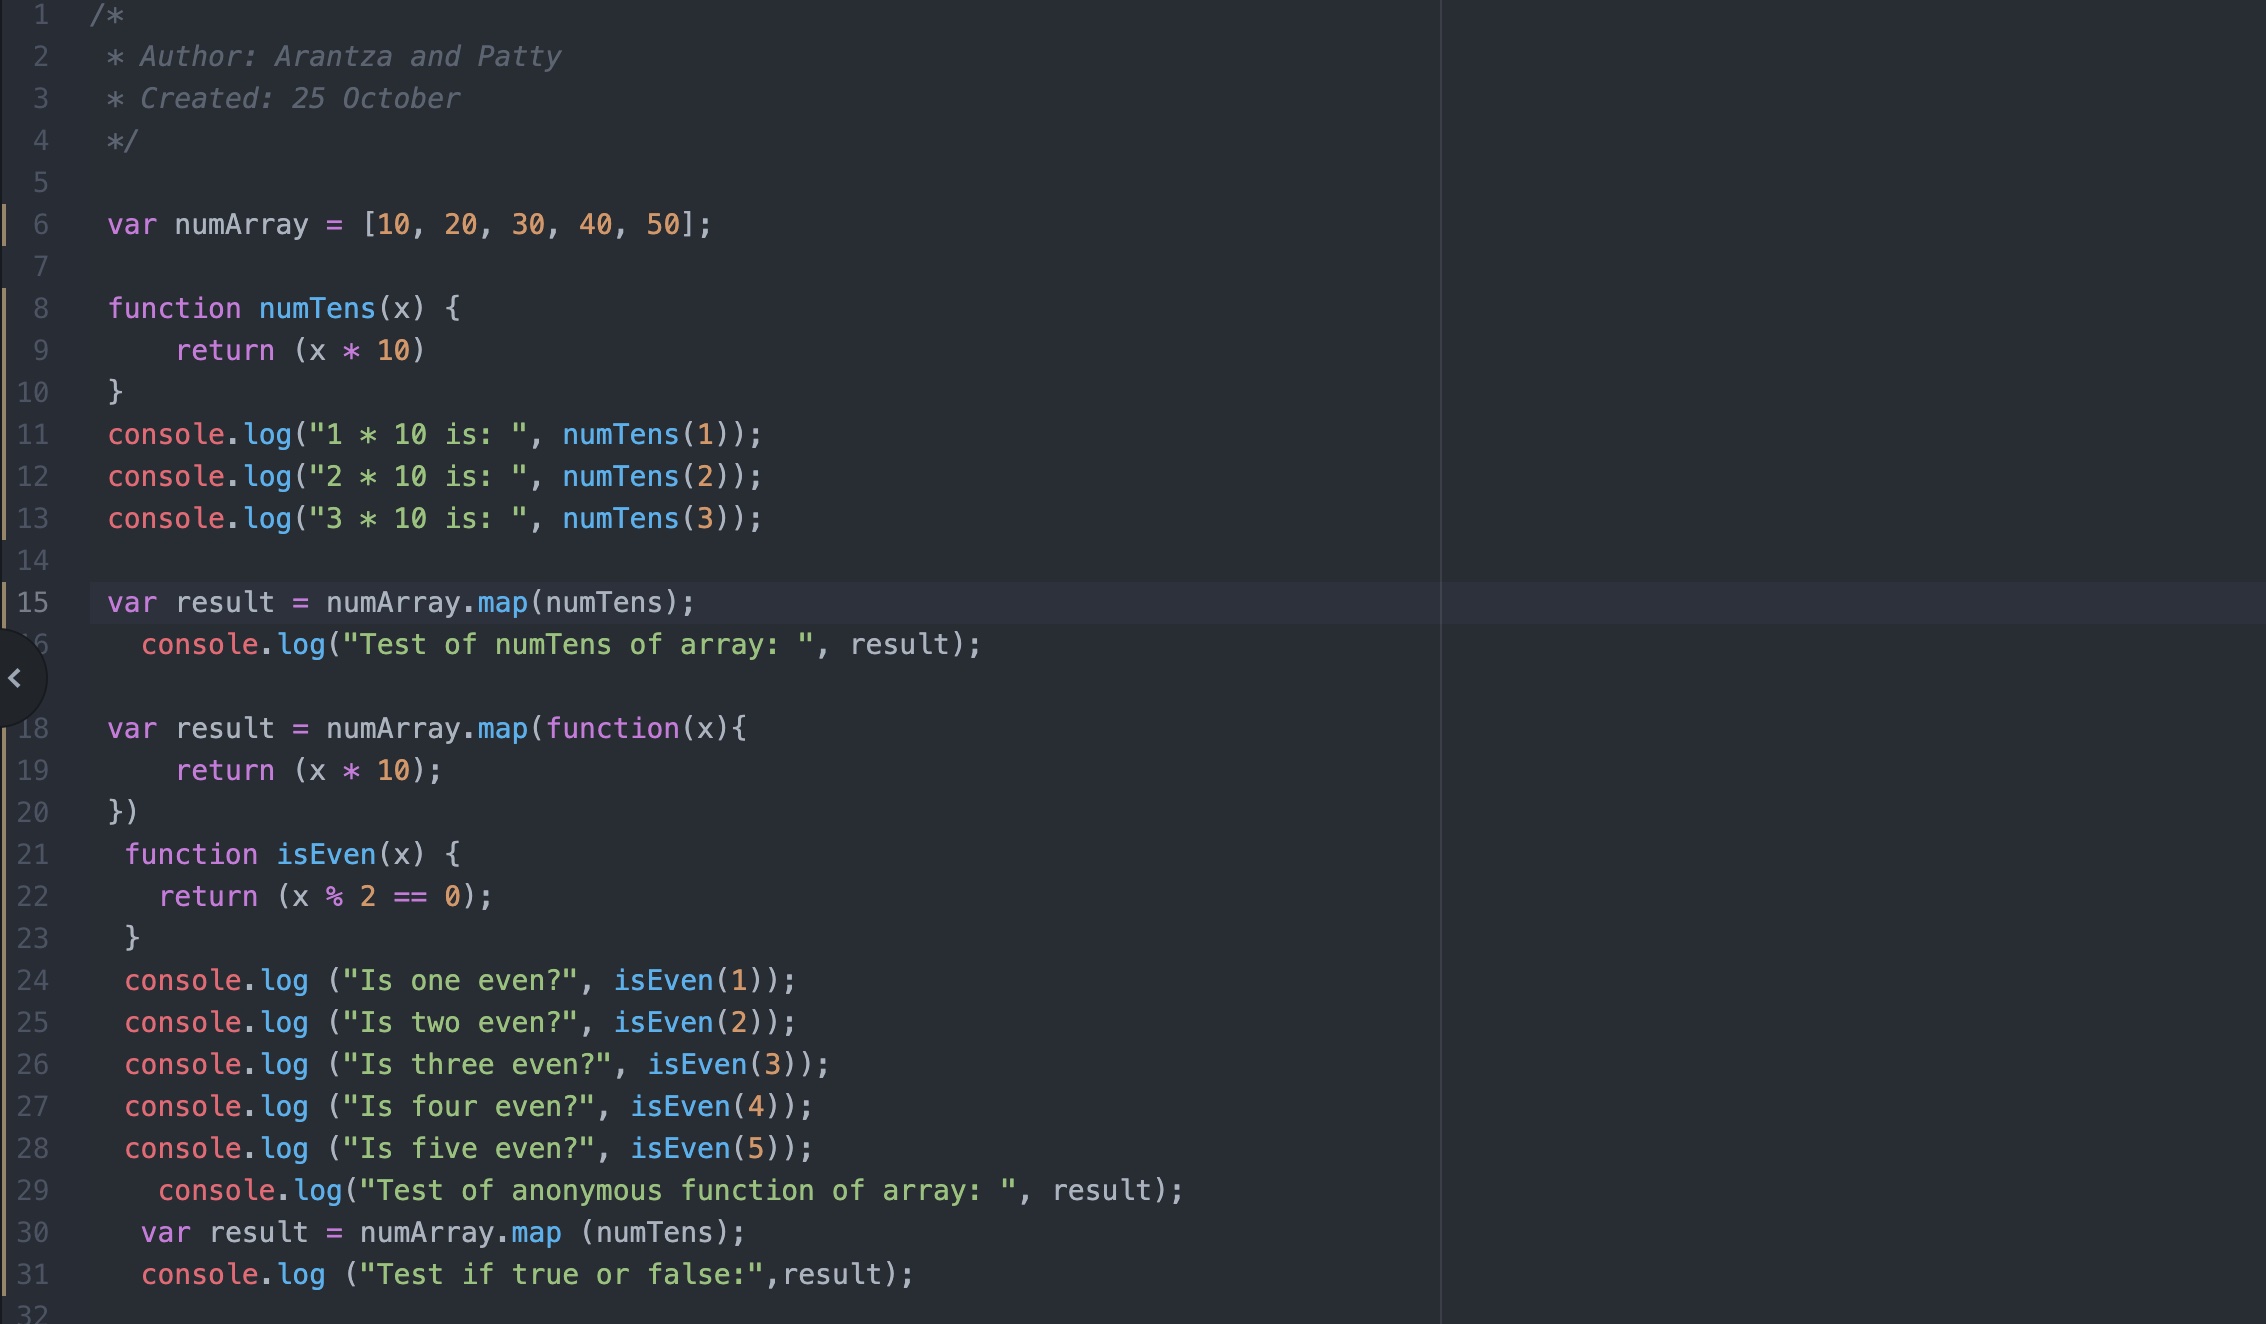 1 /*
2  * Author: Arantza and Patty
3  * Created: 25 October
4  */
5
6  var numArray = [10, 20, 30, 40, 50];
7
8  function numTens(x) {
9      return (x * 10)
10  }
11  console.log("1 * 10 is: ", numTens(1));
12  console.log("2 * 10 is: ", numTens(2));
13  console.log("3 * 10 is: ", numTens(3));
14
15  var result = numArray.map(numTens);
6    console.log("Test of numTens of array: ", result);

18  var result = numArray.map(function(x){
19      return (x * 10);
20  })
21   function isEven(x) {
22     return (x % 2 == 0);
23   }
24   console.log ("Is one even?", isEven(1));
25   console.log ("Is two even?", isEven(2));
26   console.log ("Is three even?", isEven(3));
27   console.log ("Is four even?", isEven(4));
28   console.log ("Is five even?", isEven(5));
29     console.log("Test of anonymous function of array: ", result);
30    var result = numArray.map (numTens);
31    console.log ("Test if true or false:",result);
32